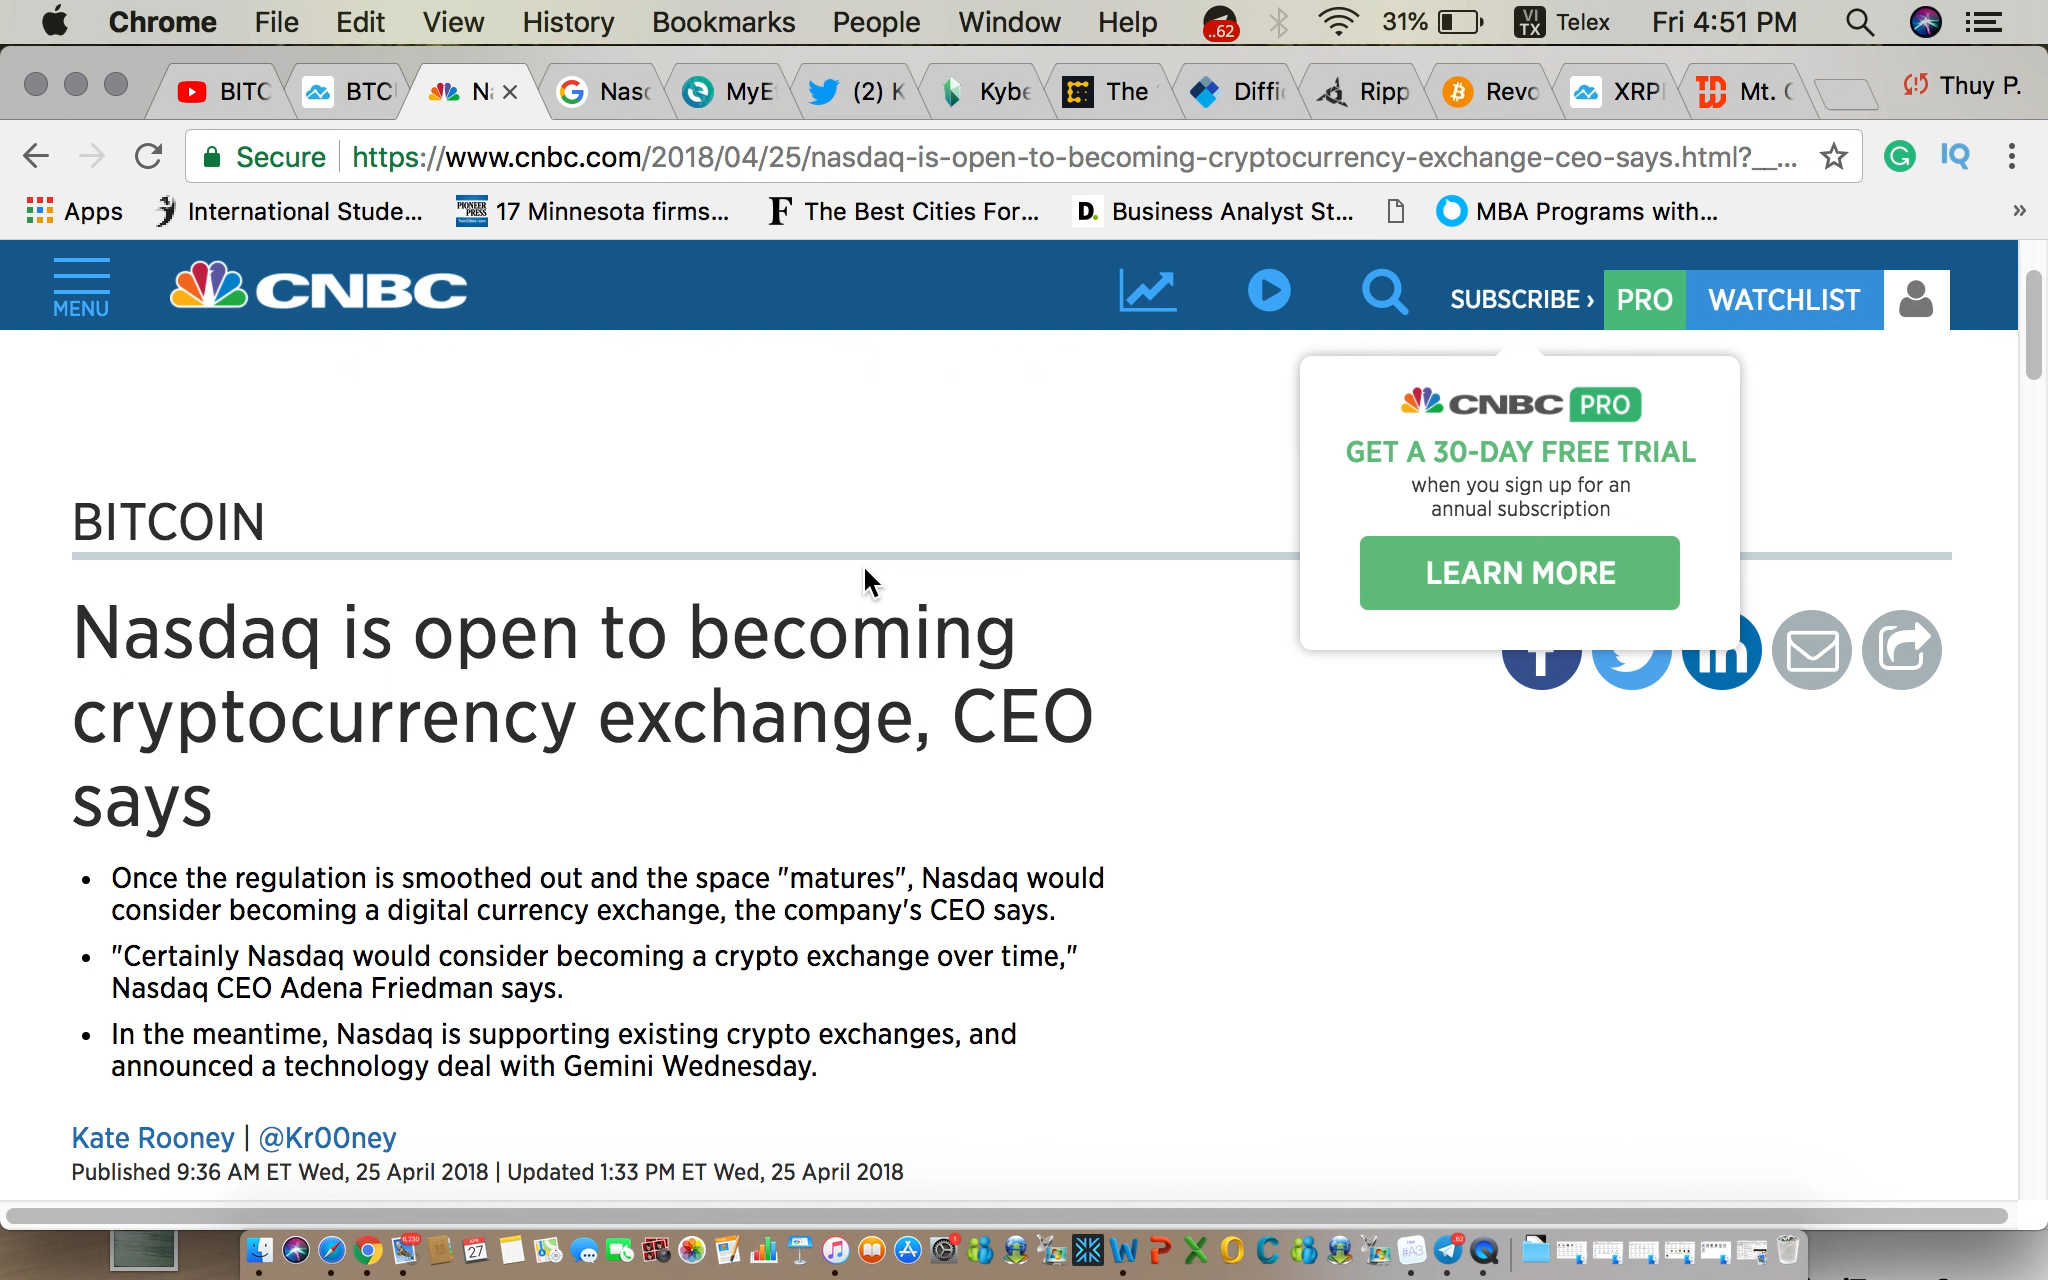 Chrome File Edit View History Bookmarks People Window Help ..62 31% VI TX Telex Fri 4:51 PM
BITC BTC N Nasc MyE (2) K Kybe The Diffi Ripp Revo XRP Mt. Thuy P.
Secure https://www.cnbc.com/2018/04/25/nasdaq-is-open-to-becoming-cryptocurrency-exchange-ceo-says.html?__... IQ
Apps International Stude... PIONEER PRESS 17 Minnesota firms... F The Best Cities For... D. Business Analyst St... MBA Programs with... »
MENU CNBC SUBSCRIBE › PRO WATCHLIST
CNBC PRO
GET A 30-DAY FREE TRIAL
when you sign up for an
annual subscription
LEARN MORE
BITCOIN
Nasdaq is open to becoming
cryptocurrency exchange, CEO
says
• Once the regulation is smoothed out and the space "matures", Nasdaq would
consider becoming a digital currency exchange, the company's CEO says.
• "Certainly Nasdaq would consider becoming a crypto exchange over time,"
Nasdaq CEO Adena Friedman says.
• In the meantime, Nasdaq is supporting existing crypto exchanges, and
announced a technology deal with Gemini Wednesday.
Kate Rooney | @Kr00ney
Published 9:36 AM ET Wed, 25 April 2018 | Updated 1:33 PM ET Wed, 25 April 2018